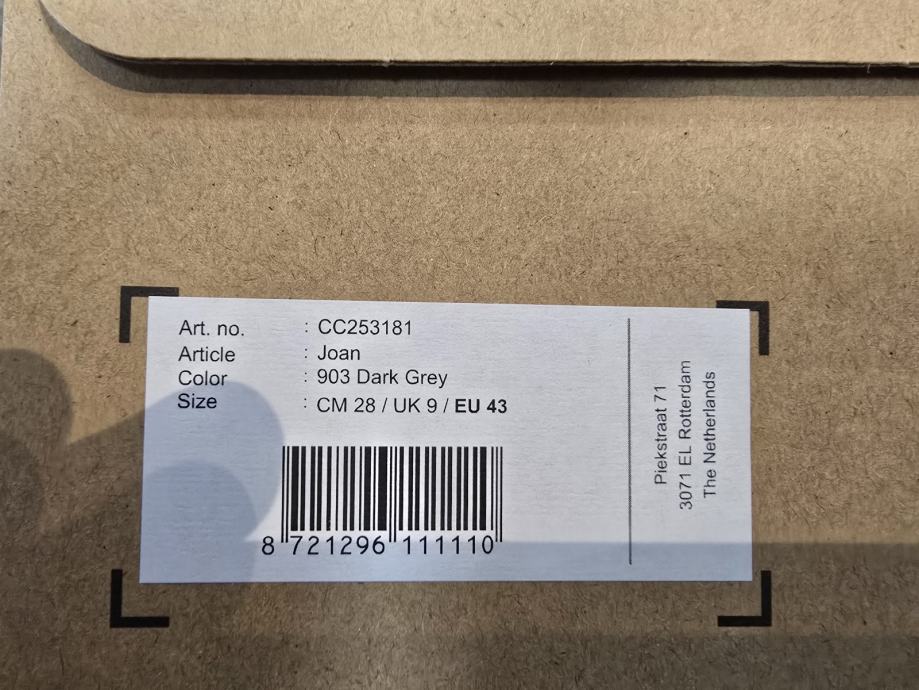 Art. no. : CC253181
Article : Joan
Color : 903 Dark Grey
Size : CM 28 / UK 9 / EU 43
8 721296 111110
Piekstraat 71
3071 EL Rotterdam
The Netherlands